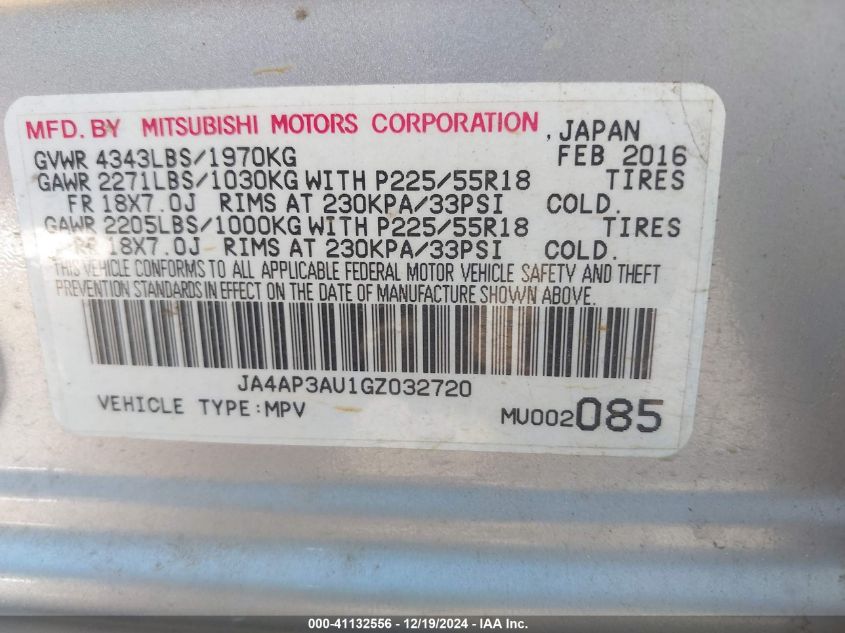 MFD. BY MITSUBISHI MOTORS CORPORATION, JAPAN
GVWR 4343LBS/1970KG FEB 2016
GAWR 2271LBS/1030KG WITH P225/55R18 TIRES
FR 18X7.0J RIMS AT 230KPA/33PSI COLD.
GAWR 2205LBS/1000KG WITH P225/55R18 TIRES
RR 18X7.0J RIMS AT 230KPA/33PSI COLD.
THIS VEHICLE CONFORMS TO ALL APPLICABLE FEDERAL MOTOR VEHICLE SAFETY AND THEFT
PREVENTION STANDARDS IN EFFECT ON THE DATE OF MANUFACTURE SHOWN ABOVE.
JA4AP3AU1GZ032720
VEHICLE TYPE:MPV MU002085
000-41132556 - 12/19/2024 - IAA Inc.